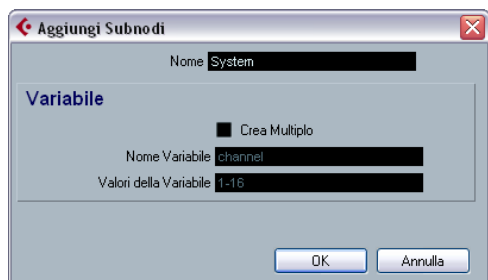 Aggiungi Subnodi
Nome System
Variabile
Crea Multiplo
Nome Variabile channel
Valori della Variabile 1-16
OK Annulla